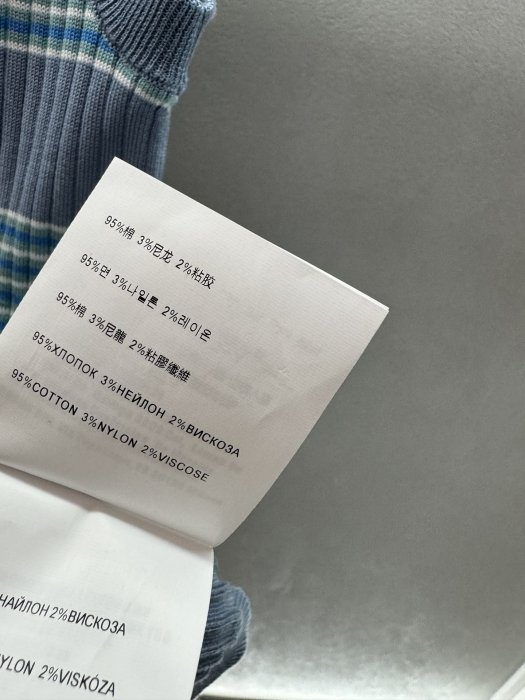 95%棉 3%尼龙 2%粘胶
95%면 3%나일론 2%레이온
95%棉 3%尼龍 2%粘膠纖維
95%ХЛОПОК 3%НЕЙЛОН 2%ВИСКОЗА
95%COTTON 3%NYLON 2%VISCOSE
НАЙЛОН 2%ВИСКОЗА
YLON 2%VISKÓZA